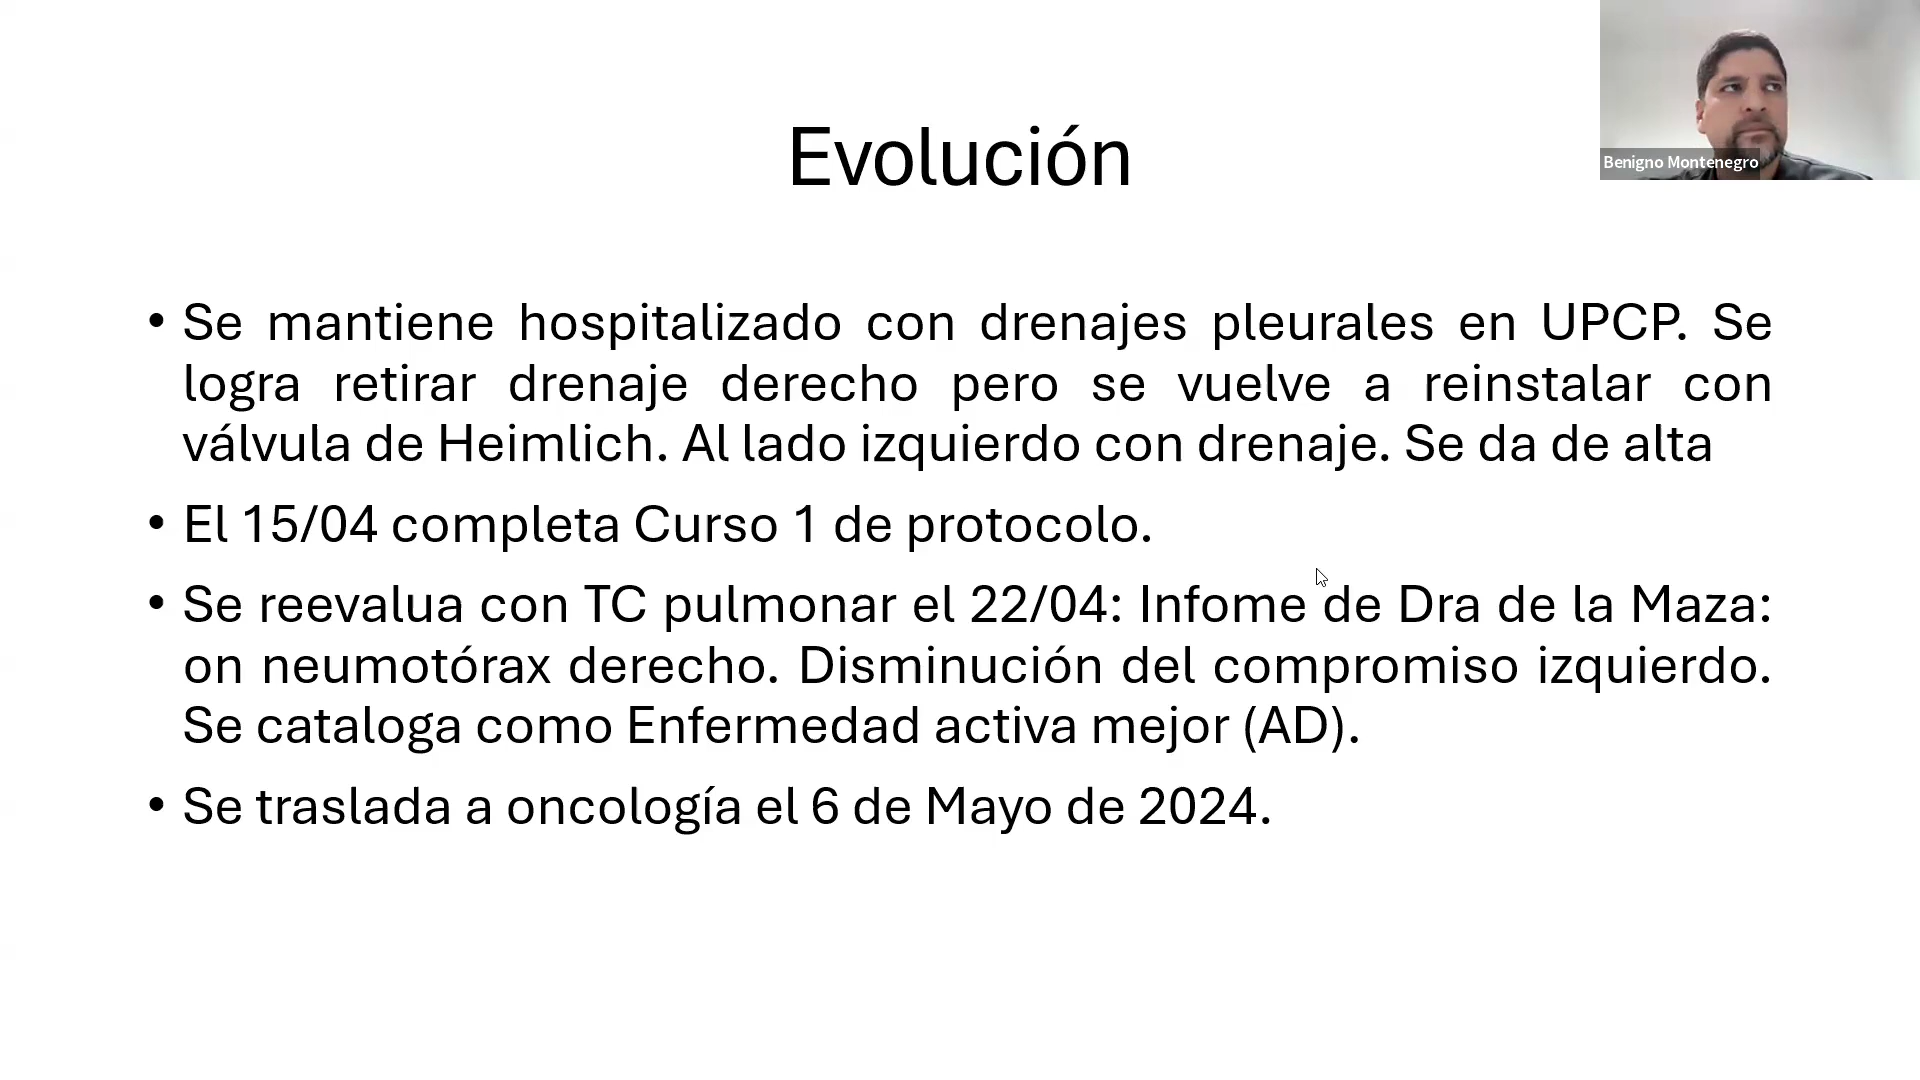 Benigno Montenegro
Evolución
• Se mantiene hospitalizado con drenajes pleurales en UPCP. Se
logra retirar drenaje derecho pero se vuelve a reinstalar con
válvula de Heimlich. Al lado izquierdo con drenaje. Se da de alta
• El 15/04 completa Curso 1 de protocolo.
• Se reevalua con TC pulmonar el 22/04: Infome de Dra de la Maza:
on neumotórax derecho. Disminución del compromiso izquierdo.
Se cataloga como Enfermedad activa mejor (AD).
• Se traslada a oncología el 6 de Mayo de 2024.